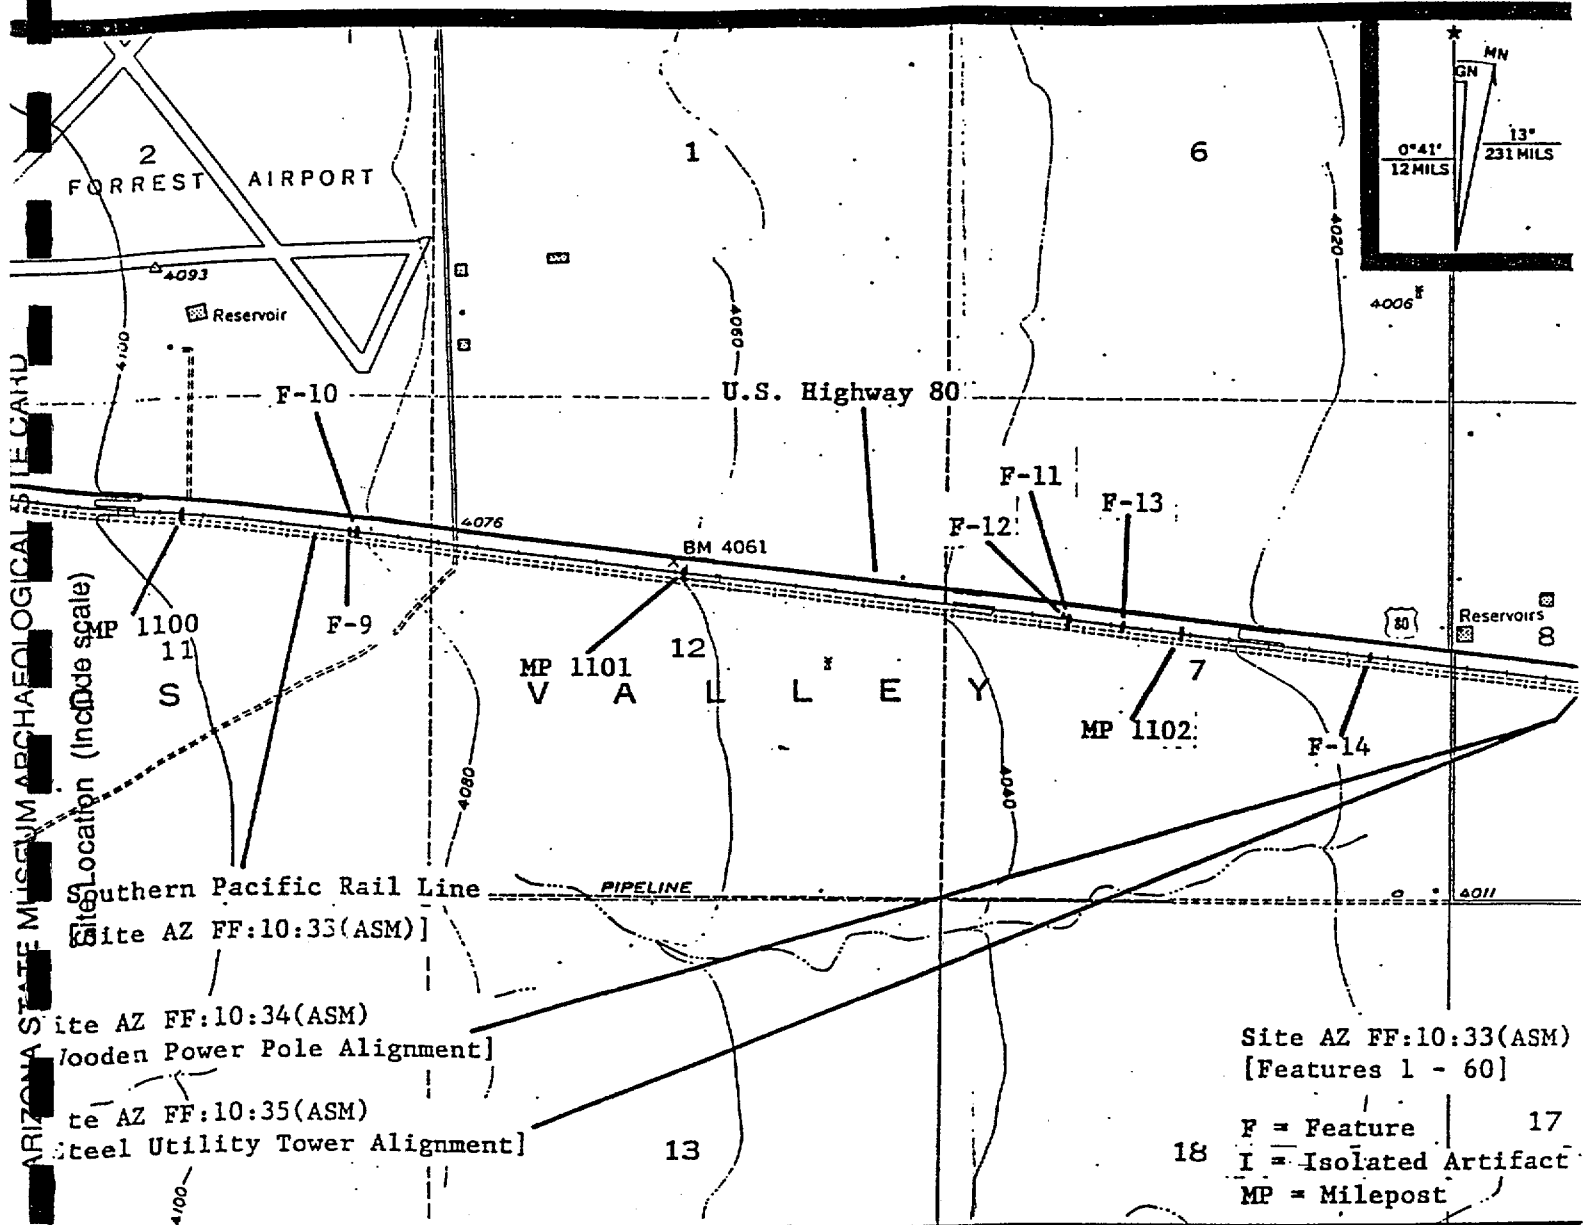 MN
GN
0°41'
12 MILS
13°
231 MILS
2
1
6
FORREST AIRPORT
4093
Reservoir
4100
4060
4020
4006
F-10
U.S. Highway 80
F-11
F-13
F-12
4076
BM 4061
MP 1100
11
F-9
MP 1101
12
80
Reservoirs
8
7
S VALLEY
MP 1102
F-14
4080
4040
Southern Pacific Rail Line
[Site AZ FF:10:33(ASM)]
PIPELINE
4011
ite AZ FF:10:34(ASM)
ooden Power Pole Alignment]
te AZ FF:10:35(ASM)
teel Utility Tower Alignment]
13
18
17
4100
Site AZ FF:10:33(ASM)
[Features 1 - 60]
F = Feature
I = Isolated Artifact
MP = Milepost
ARIZONA STATE MUSEUM ARCHAEOLOGICAL SITE CARD
Site Location (Include scale)